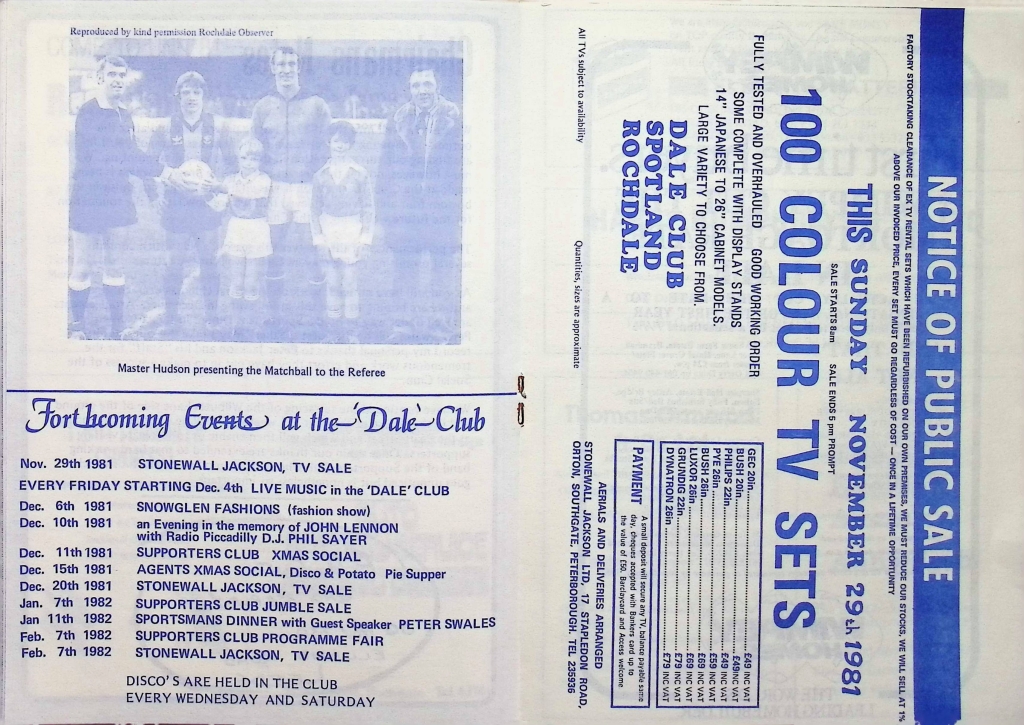 Reproduced by kind permission Rochdale Observer
Master Hudson presenting the Matchball to the Referee
Forthcoming Events at the 'Dale' Club
Nov. 29th 1981 STONEWALL JACKSON, TV SALE
EVERY FRIDAY STARTING Dec. 4th LIVE MUSIC in the 'DALE' CLUB
Dec. 6th 1981 SNOWGLEN FASHIONS (fashion show)
Dec. 10th 1981 an Evening in the memory of JOHN LENNON
with Radio Piccadilly D.J. PHIL SAYER
Dec. 11th 1981 SUPPORTERS CLUB XMAS SOCIAL
Dec. 15th 1981 AGENTS XMAS SOCIAL, Disco & Potato Pie Supper
Dec. 20th 1981 STONEWALL JACKSON, TV SALE
Jan. 7th 1982 SUPPORTERS CLUB JUMBLE SALE
Jan 11th 1982 SPORTSMANS DINNER with Guest Speaker PETER SWALES
Feb. 7th 1982 SUPPORTERS CLUB PROGRAMME FAIR
Feb. 7th 1982 STONEWALL JACKSON, TV SALE
DISCO'S ARE HELD IN THE CLUB
EVERY WEDNESDAY AND SATURDAY
NOTICE OF PUBLIC SALE
FACTORY STOCKTAKING CLEARANCE OF EX TV RENTAL SETS WHICH HAVE BEEN REFURBISHED ON OUR OWN PREMISES, WE MUST REDUCE OUR STOCKS, WE WILL SELL AT 1%
ABOVE OUR INVOICED PRICE, EVERY SET MUST GO REGARDLESS OF COST — ONCE IN A LIFETIME OPPORTUNITY
THIS SUNDAY NOVEMBER 29th 1981
SALE STARTS 8am SALE ENDS 5 pm PROMPT
100 COLOUR TV SETS
FULLY TESTED AND OVERHAULED GOOD WORKING ORDER
SOME COMPLETE WITH DISPLAY STANDS
14" JAPANESE TO 26" CABINET MODELS.
LARGE VARIETY TO CHOOSE FROM.
DALE CLUB
SPOTLAND
ROCHDALE
GEC 20in £49 INC VAT
BUSH 20in £49 INC VAT
PHILIPS 22in £49 INC VAT
PYE 26in £59 INC VAT
BUSH 26in £69 INC VAT
LUXOR 26in £69 INC VAT
GRUNDIG 22in £79 INC VAT
DYNATRON 26in £79 INC VAT
PAYMENT A small deposit will secure any TV, balance payable same
day, cheques accepted with Bankers card up to
the value of £50. Barclaycard and Access welcome
AERIALS AND DELIVERIES ARRANGED
STONEWALL JACKSON LTD, 17 STAPLEDON ROAD,
ORTON, SOUTHGATE, PETERBOROUGH. TEL 235936
All TVs subject to availability Quantities, sizes are approximate